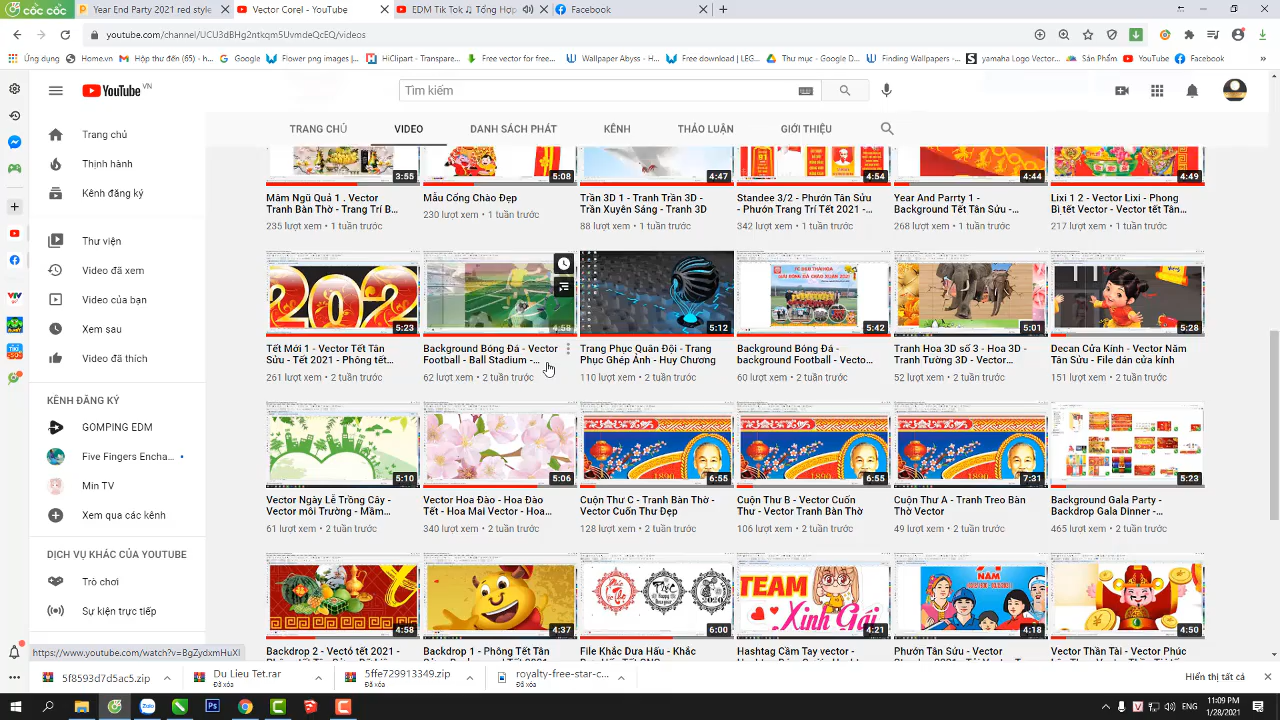 cốc cốc
Year End Party 2021 red style
Vector Corel - YouTube
EDM Tik Tok ♫ Tổng Hợp
Facebook
youtube.com/channel/UCU3dBHg2ntkqmSUvmdeQcEQ/videos
Ứng dụng
Home VN
Hộp thư đến (5) - h...
Google
Flower png images |...
HiClipart - Transpare...
Free vector for free...
Wallpaper Abyss - H...
Free download | LEG...
Thư mục - Google D...
Finding Wallpapers...
yamaha Logo Vector...
Sản Phẩm
YouTube
Facebook
YouTube VN
Tìm kiếm
TRANG CHỦ VIDEO DANH SÁCH PHÁT KÊNH THẢO LUẬN GIỚI THIỆU
Trang chủ
Thịnh hành
Kênh đăng ký
Thư viện
Video đã xem
Video của bạn
Xem sau
Video đã thích
KÊNH ĐĂNG KÝ
GOMPING EDM
Five Fingers Encha...
Min TV
Xem qua các kênh
DỊCH VỤ KHÁC CỦA YOUTUBE
Trò chơi
Sự kiện trực tiếp
3:55
Mâm Ngũ Quả 1 . Vector
Tranh Bàn Thờ - Trang Trí B...
235 lượt xem • 1 tuần trước
5:08
Mẫu Cổng Chào Đẹp
230 lượt xem • 1 tuần trước
4:47
Trần 3D 1 - Tranh Trần 3D -
Trần Xuyên Sáng - Tranh 3D
88 lượt xem • 1 tuần trước
4:54
Standee 3/2 - Phướn Tân Sửu
- Phướn Trang Trí Tết 2021 -
342 lượt xem • 1 tuần trước
4:44
Year And Parrty 1 -
Background Tết Tân Sửu -...
268 lượt xem • 1 tuần trước
4:49
Lixi 1 2 - Vector Lixi - Phong
Bì tết Vector - Vector tết Tân...
217 lượt xem • 1 tuần trước
202
5:23
Tết Mới 1 - Vector Tết Tân
Sửu - Tết 2021 - Phông tết...
261 lượt xem • 2 tuần trước
4:58
Background Bóng Đá - Vector
Football - Ball Stadium -...
62 lượt xem • 2 tuần trước
5:12
Trang Phục Quân Đội - Trang
Phục Ghép Ảnh - Huy Chương
110 lượt xem • 2 tuần trước
5:42
Background Bóng Đá -
background Football - Vecto...
60 lượt xem • 2 tuần trước
5:01
Tranh Hoa 3D số 3 - Hoa 3D -
Tranh Tường 3D - Vector...
52 lượt xem • 2 tuần trước
6:32
Decan Cửa Kính - Vector Năm
Tân Sửu - File dán cửa kính
151 lượt xem • 2 tuần trước
5:10
Vector Ngày Lễ Trồng Cây -
Vector môi Trường - Mầm...
61 lượt xem • 2 tuần trước
5:06
Vector Hoa Đào - Hoa Đào
Tết - Hoa Mai Vector - Hoa...
340 lượt xem • 2 tuần trước
1890
6:55
Cuộn Thư C - Tranh Bàn Thờ -
Vector Cuốn Thư Đẹp
128 lượt xem • 2 tuần trước
1890
6:55
Cuộn Thư B - Vector Cuốn
Thư - Vector Tranh Bàn Thờ
106 lượt xem • 2 tuần trước
1890
7:31
Cuộn Thư A - Tranh Treo Bàn
Thờ Vector
49 lượt xem • 2 tuần trước
5:23
Background Gala Party -
Backdrop Gala Dinner -...
465 lượt xem • 2 tuần trước
4:58
Backdrop 2 - Vectơ Tết 2021 -
4:37
Backdrop 1 - Phông Tết 2021
6:00
File Khắc Dưa Hấu - Khắc
TEAM
Xinh Gái
4:21
Hashtag Cầm Tay vector -
NĂM
4:18
Phướn Tân Sửu - 2021
4:50
Vector Thần Tài - Vector Phúc
https://www.youtube.com/watch?v=BgZydxmHuXI
5f8593d7d5ac5.zip
Du Lieu Tet.rar
Đã xóa
5ffe729913349.zip
Đã xóa
royalty-free-star-c...
Đã xóa
Hiển thị tất cả
ENG
11:09 PM
1/28/2021